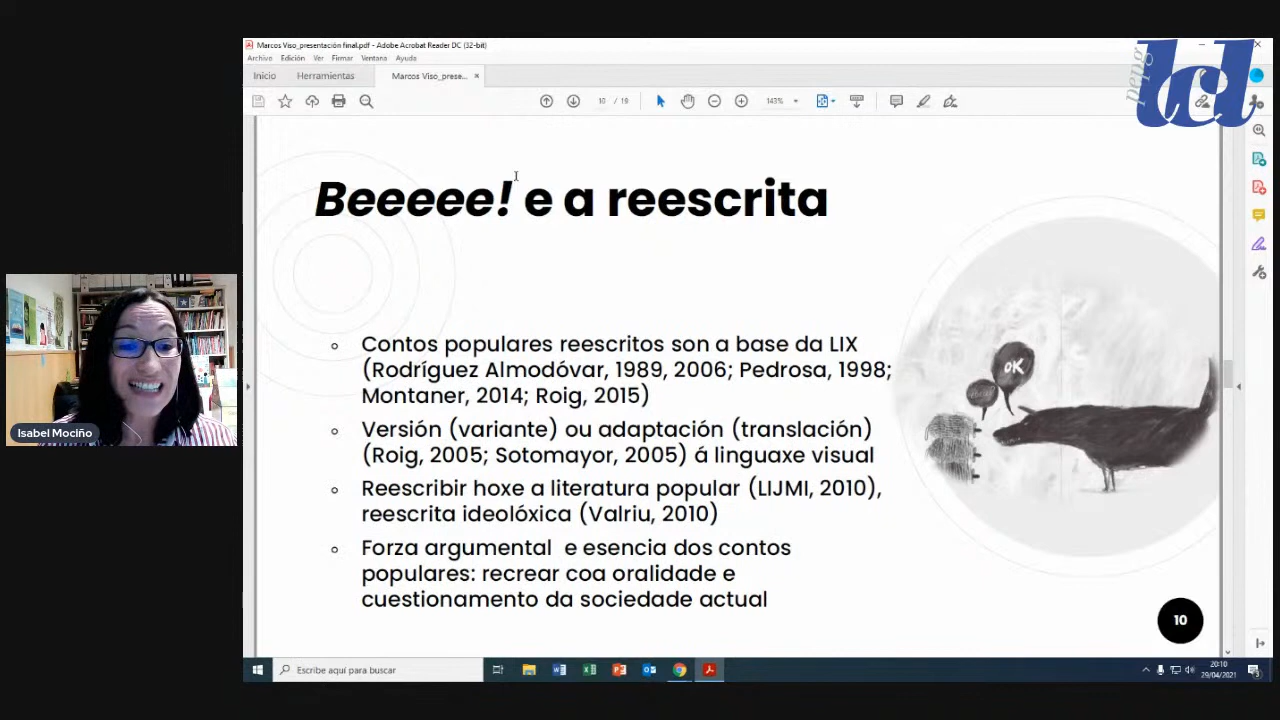 Marcos Viso_presentación final.pdf - Adobe Acrobat Reader DC (32-bit)
Archivo Edición Ver Firmar Ventana Ayuda
Inicio Herramientas Marcos Viso_prese... ×
10 / 19 143%
peng
lcd
Beeeeee! e a reescrita
Contos populares reescritos son a base da LIX
(Rodríguez Almodóvar, 1989, 2006; Pedrosa, 1998;
Montaner, 2014; Roig, 2015)
Versión (variante) ou adaptación (translación)
(Roig, 2005; Sotomayor, 2005) á linguaxe visual
Reescribir hoxe a literatura popular (LIJMI, 2010),
reescrita ideolóxica (Valriu, 2010)
Forza argumental e esencia dos contos
populares: recrear coa oralidade e
cuestionamento da sociedade actual
OK
10
Isabel Mociño
Escribe aquí para buscar
20:10
29/04/2021